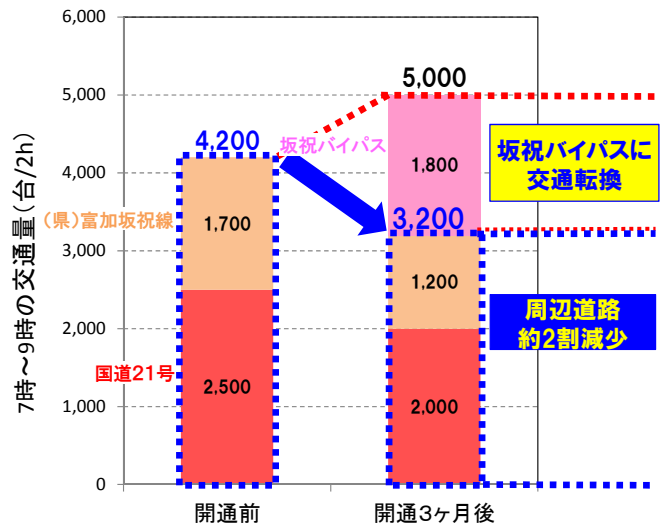 7時～9時の交通量(台/2h)
6,000
5,000
4,000
3,000
2,000
1,000
0
4,200
5,000
坂祝バイパス
1,800
3,200
(県)富加坂祝線
1,700
1,200
国道21号
2,500
2,000
坂祝バイパスに
交通転換
周辺道路
約2割減少
開通前
開通3ヶ月後